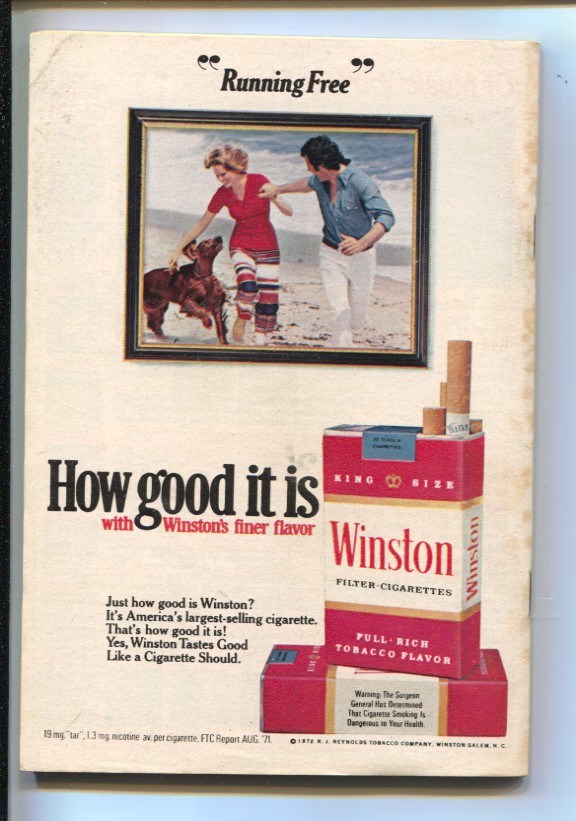 “Running Free”
20 CLASS A
CIGARETTES
Wins
KING SIZE
How good it is
with Winston's finer flavor
Winston
Winston
FILTER-CIGARETTES
Just how good is Winston?
It's America's largest-selling cigarette.
That's how good it is!
Yes, Winston Tastes Good
Like a Cigarette Should.
FULL·RICH
TOBACCO FLAVOR
Warning: The Surgeon
General Has Determined
That Cigarette Smoking Is
Dangerous to Your Health.
19 mg. "tar", 1.3 mg. nicotine av. per cigarette, FTC Report AUG. '71.
© 1972 R. J. REYNOLDS TOBACCO COMPANY, WINSTON-SALEM, N. C.